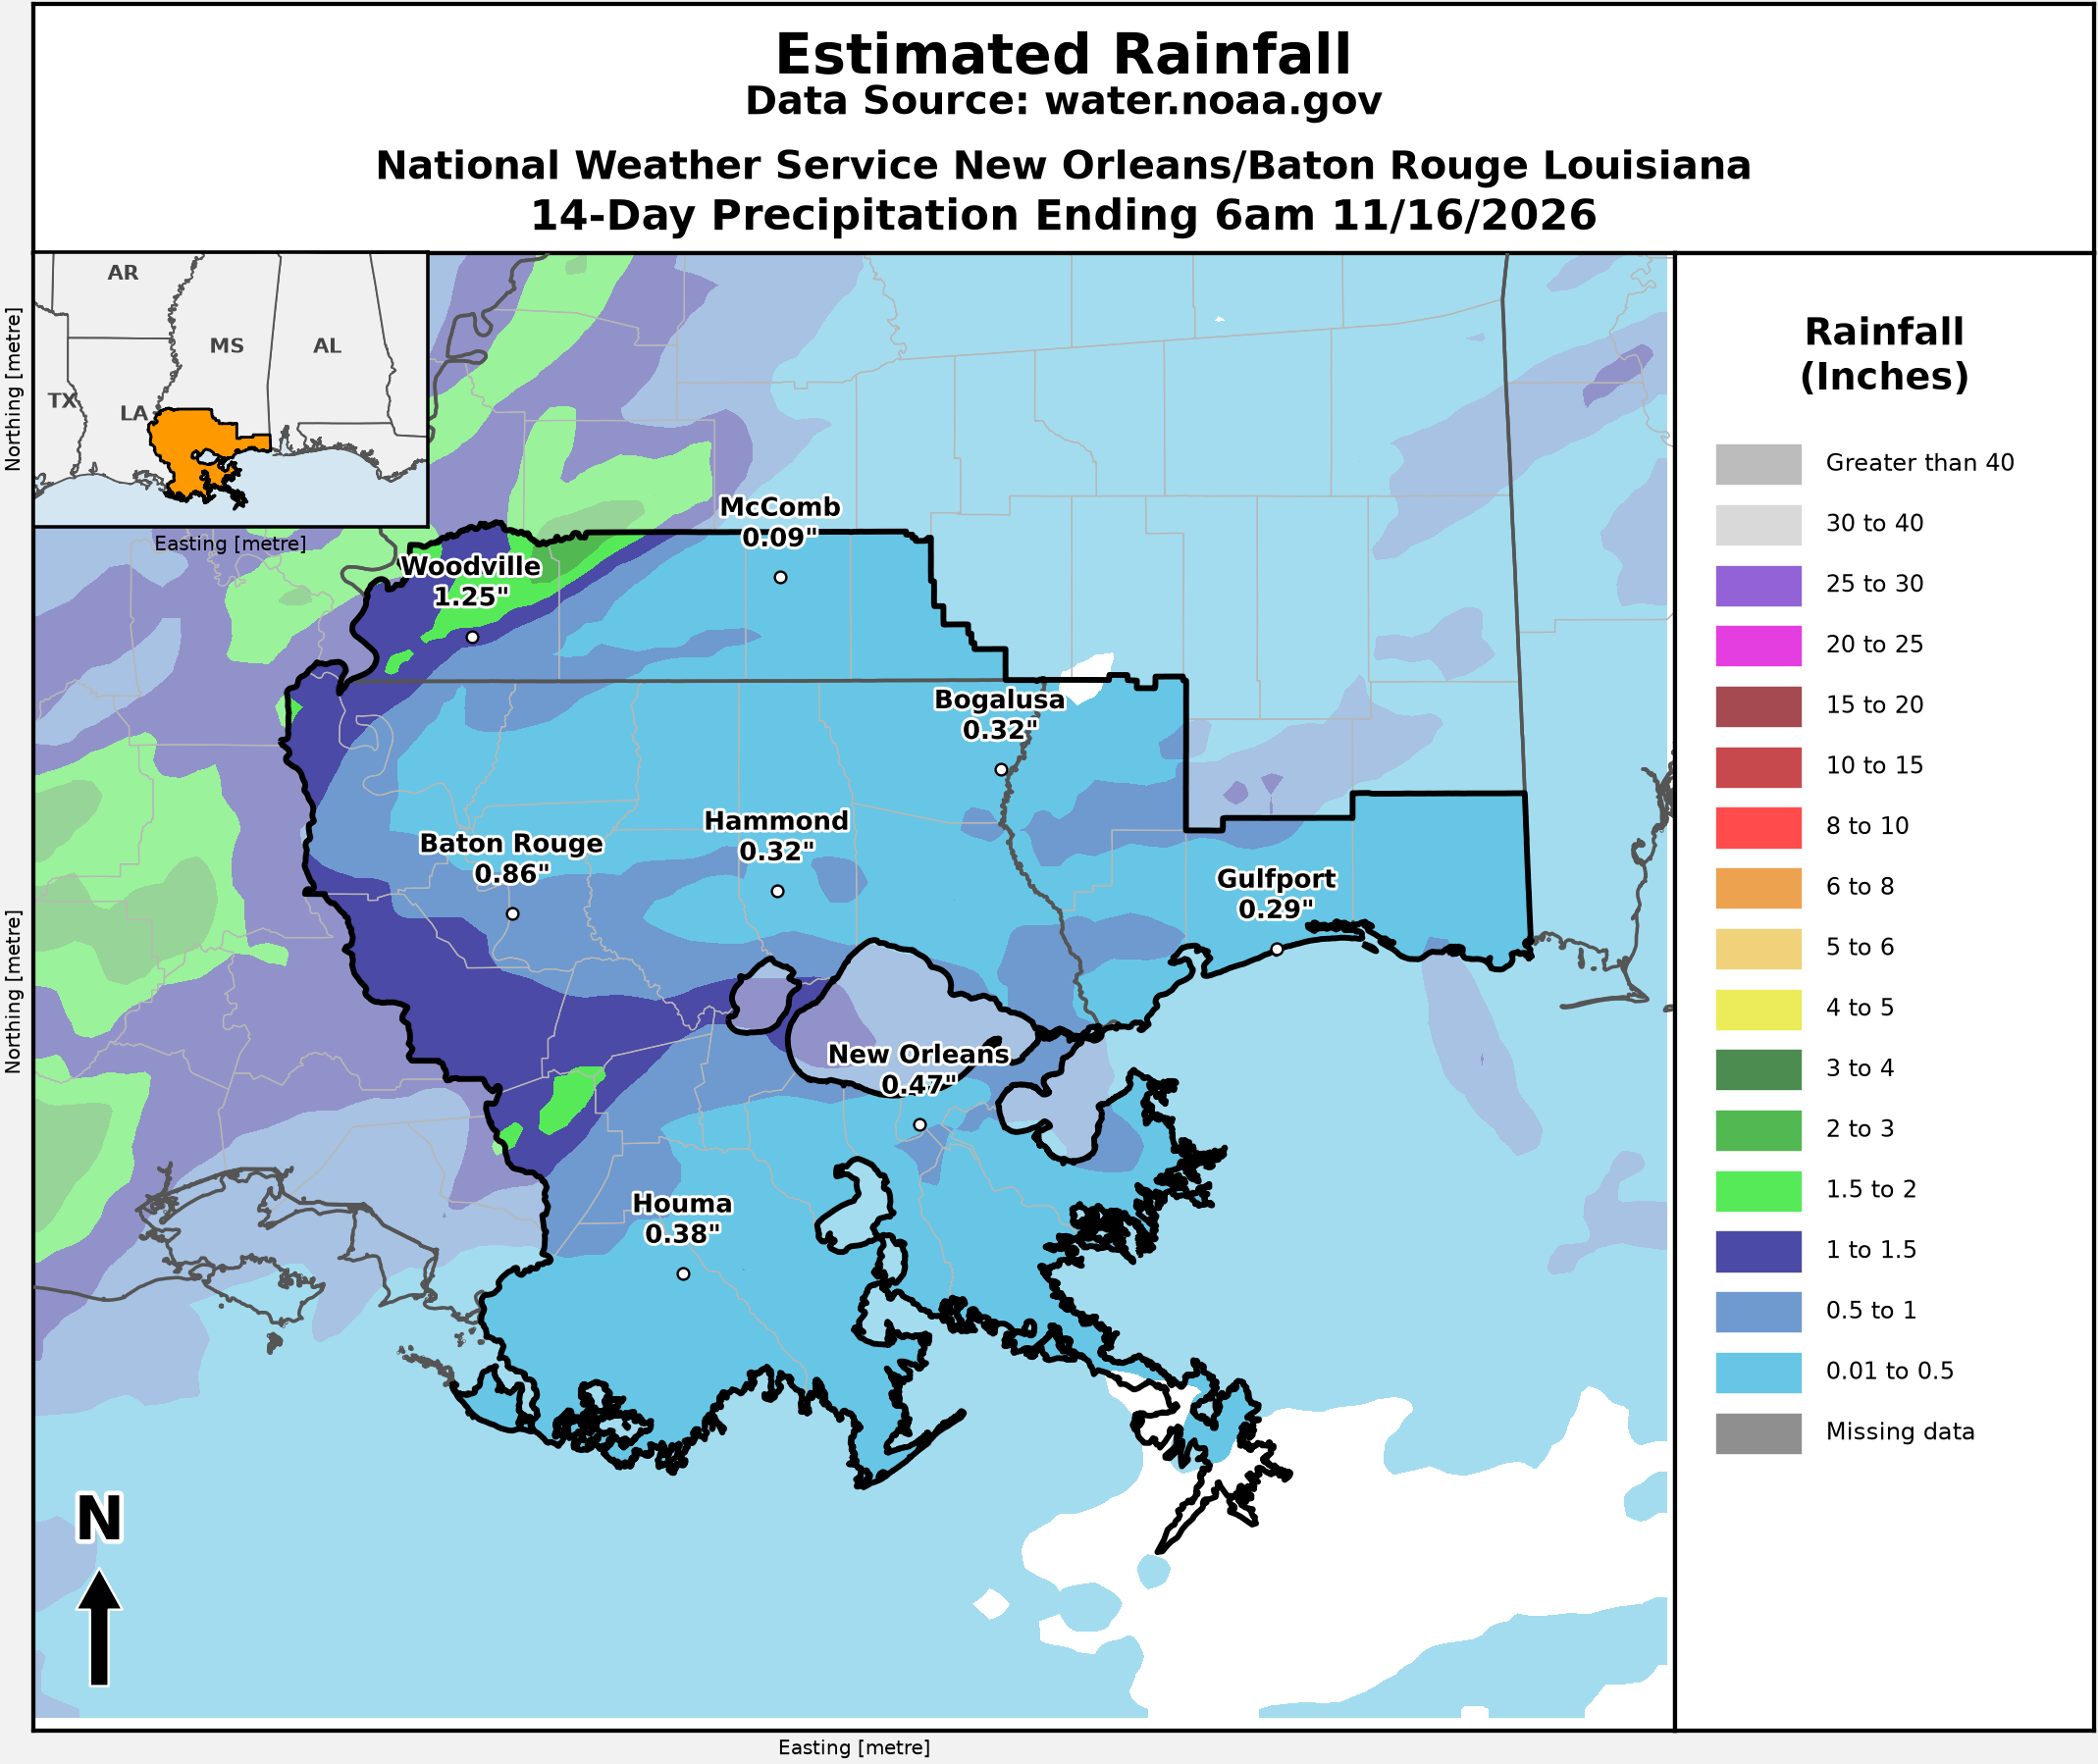 Estimated Rainfall
Data Source: water.noaa.gov
National Weather Service New Orleans/Baton Rouge Louisiana
14-Day Precipitation Ending 6am 11/16/2026
AR
MS
AL
TX
LA
Northing [metre]
Easting [metre]
McComb
0.09"
Woodville
1.25"
Bogalusa
0.32"
Hammond
0.32"
Baton Rouge
0.86"
Gulfport
0.29"
New Orleans
0.47"
Houma
0.38"
N
Northing [metre]
Easting [metre]
Rainfall
(Inches)
Greater than 40
30 to 40
25 to 30
20 to 25
15 to 20
10 to 15
8 to 10
6 to 8
5 to 6
4 to 5
3 to 4
2 to 3
1.5 to 2
1 to 1.5
0.5 to 1
0.01 to 0.5
Missing data